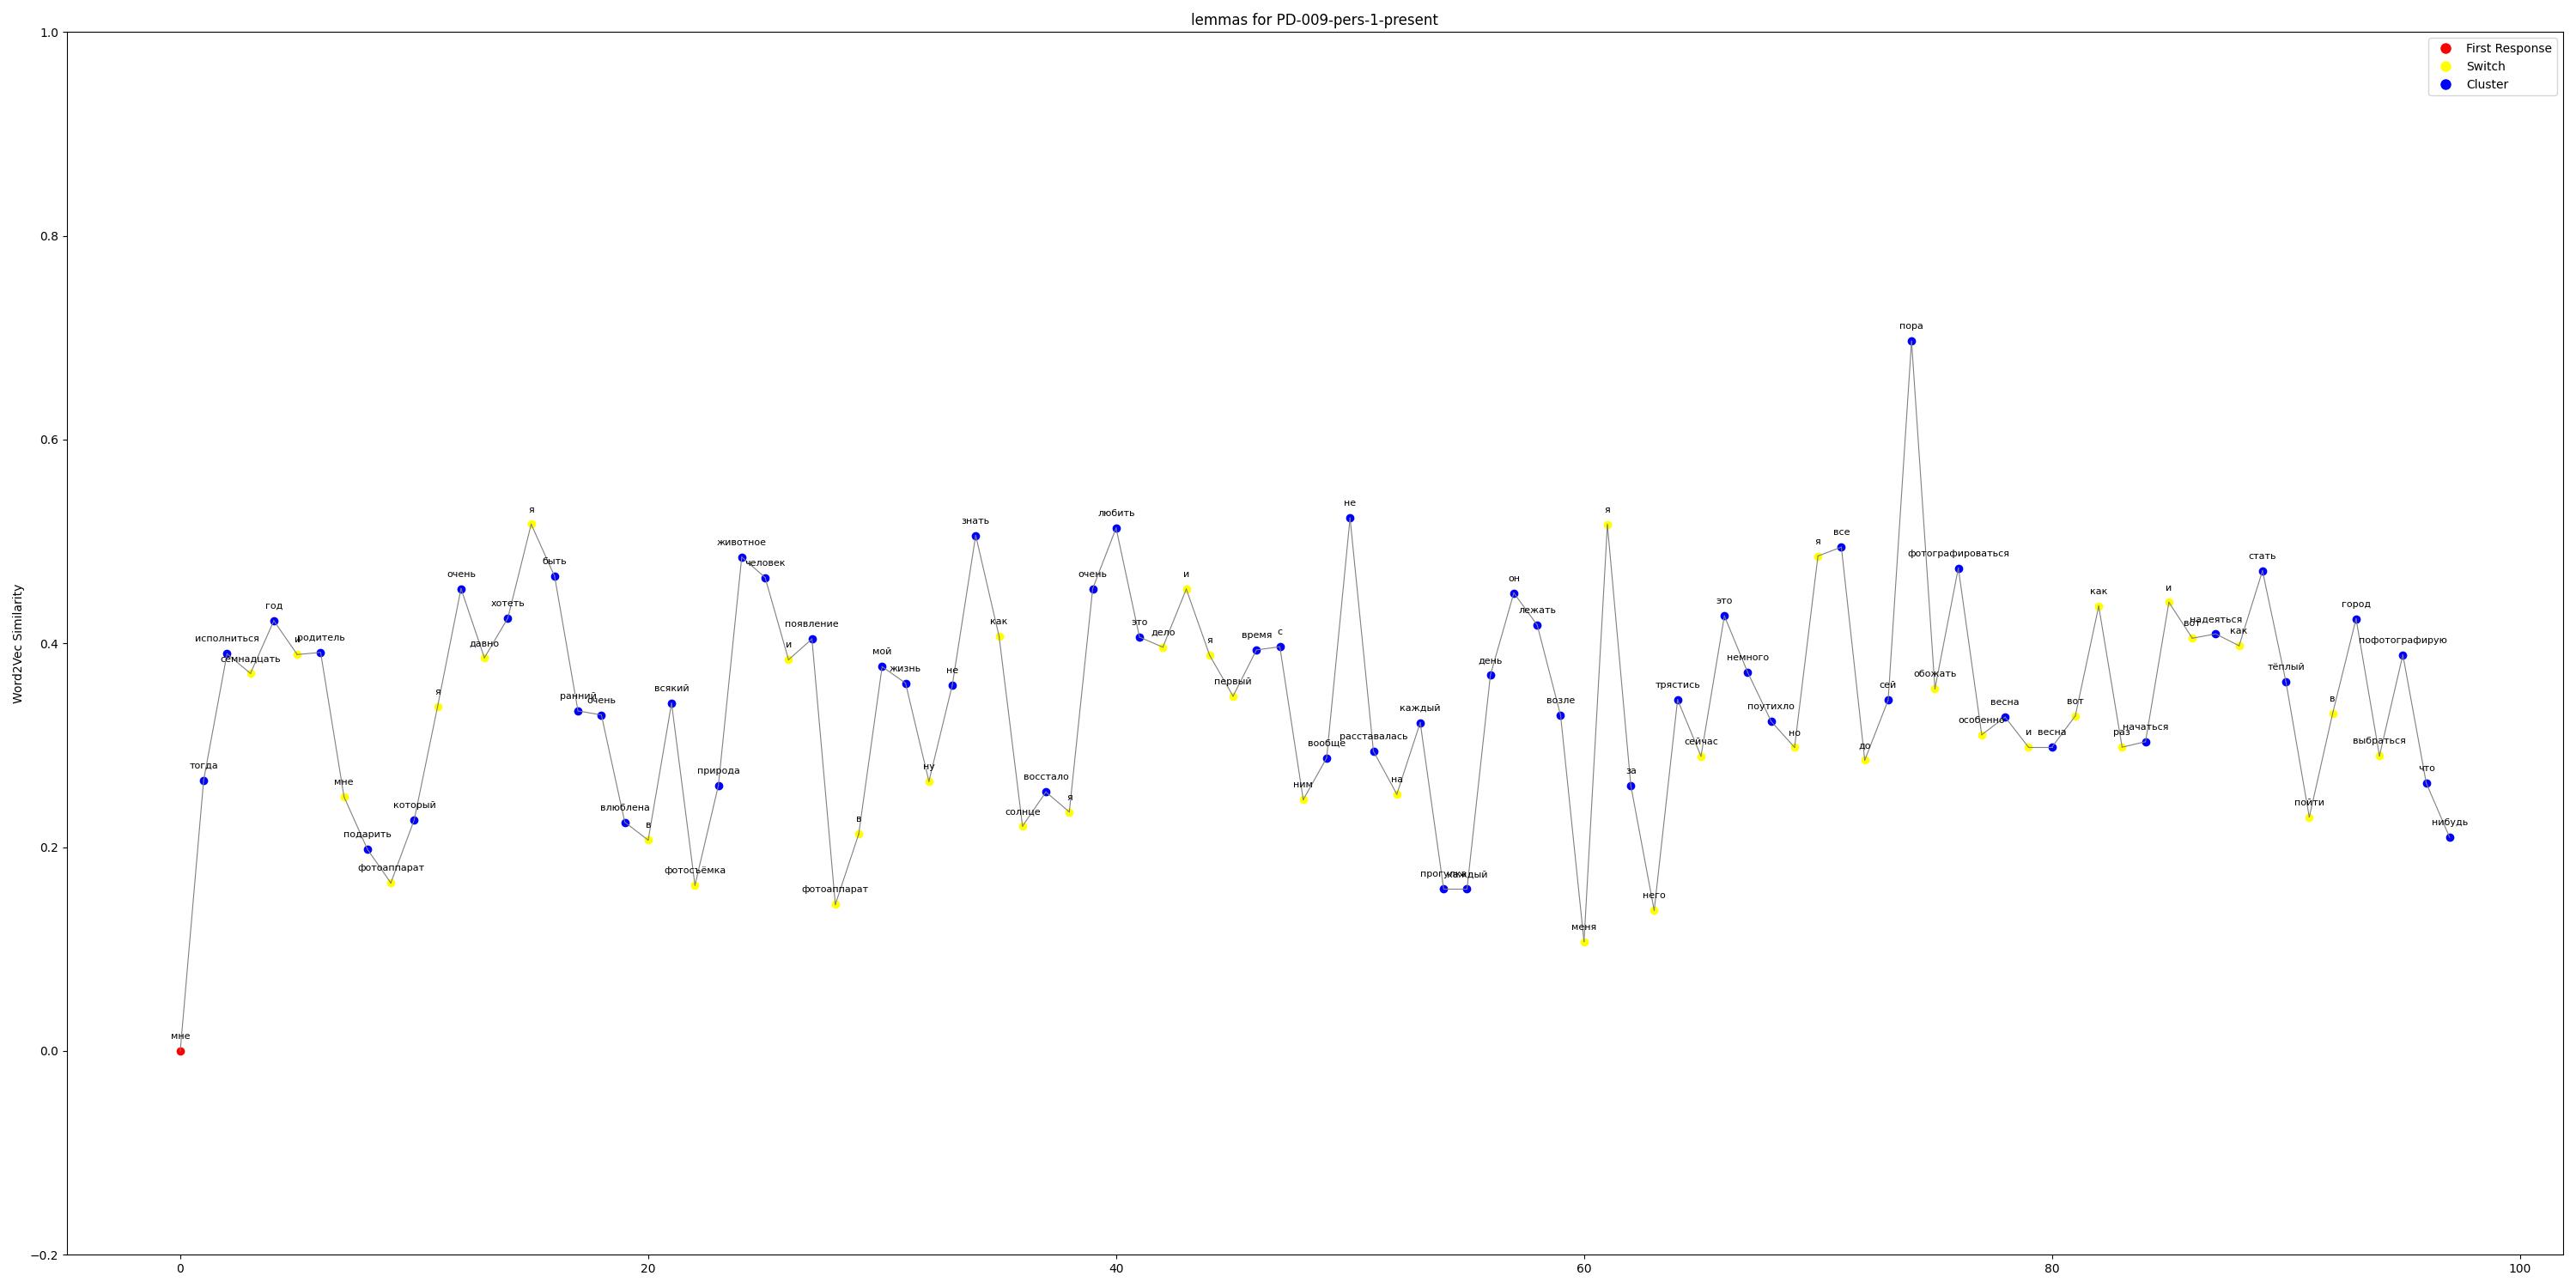 lemmas for PD-009-pers-1-present
Word2Vec Similarity
1.0
0.8
0.6
0.4
0.2
0.0
−0.2
0
20
40
60
80
100
First Response
Switch
Cluster
мне
тогда
исполниться
семнадцать
год
и
родитель
мне
подарить
фотоаппарат
который
я
очень
давно
хотеть
я
быть
ранний
очень
влюблена
в
всякий
фотосъёмка
природа
животное
человек
и
появление
фотоаппарат
в
мой
жизнь
ну
не
знать
как
солнце
восстало
я
очень
любить
это
дело
и
я
первый
время
с
ним
вообще
не
расставалась
на
каждый
прогулка
каждый
день
он
лежать
возле
меня
я
за
него
трястись
сейчас
это
немного
поутихло
но
я
все
до
сей
пора
обожать
фотографироваться
особенно
весна
и
весна
вот
как
раз
начаться
и
вот
надеяться
как
стать
тёплый
пойти
в
город
выбраться
пофотографирую
что
нибудь